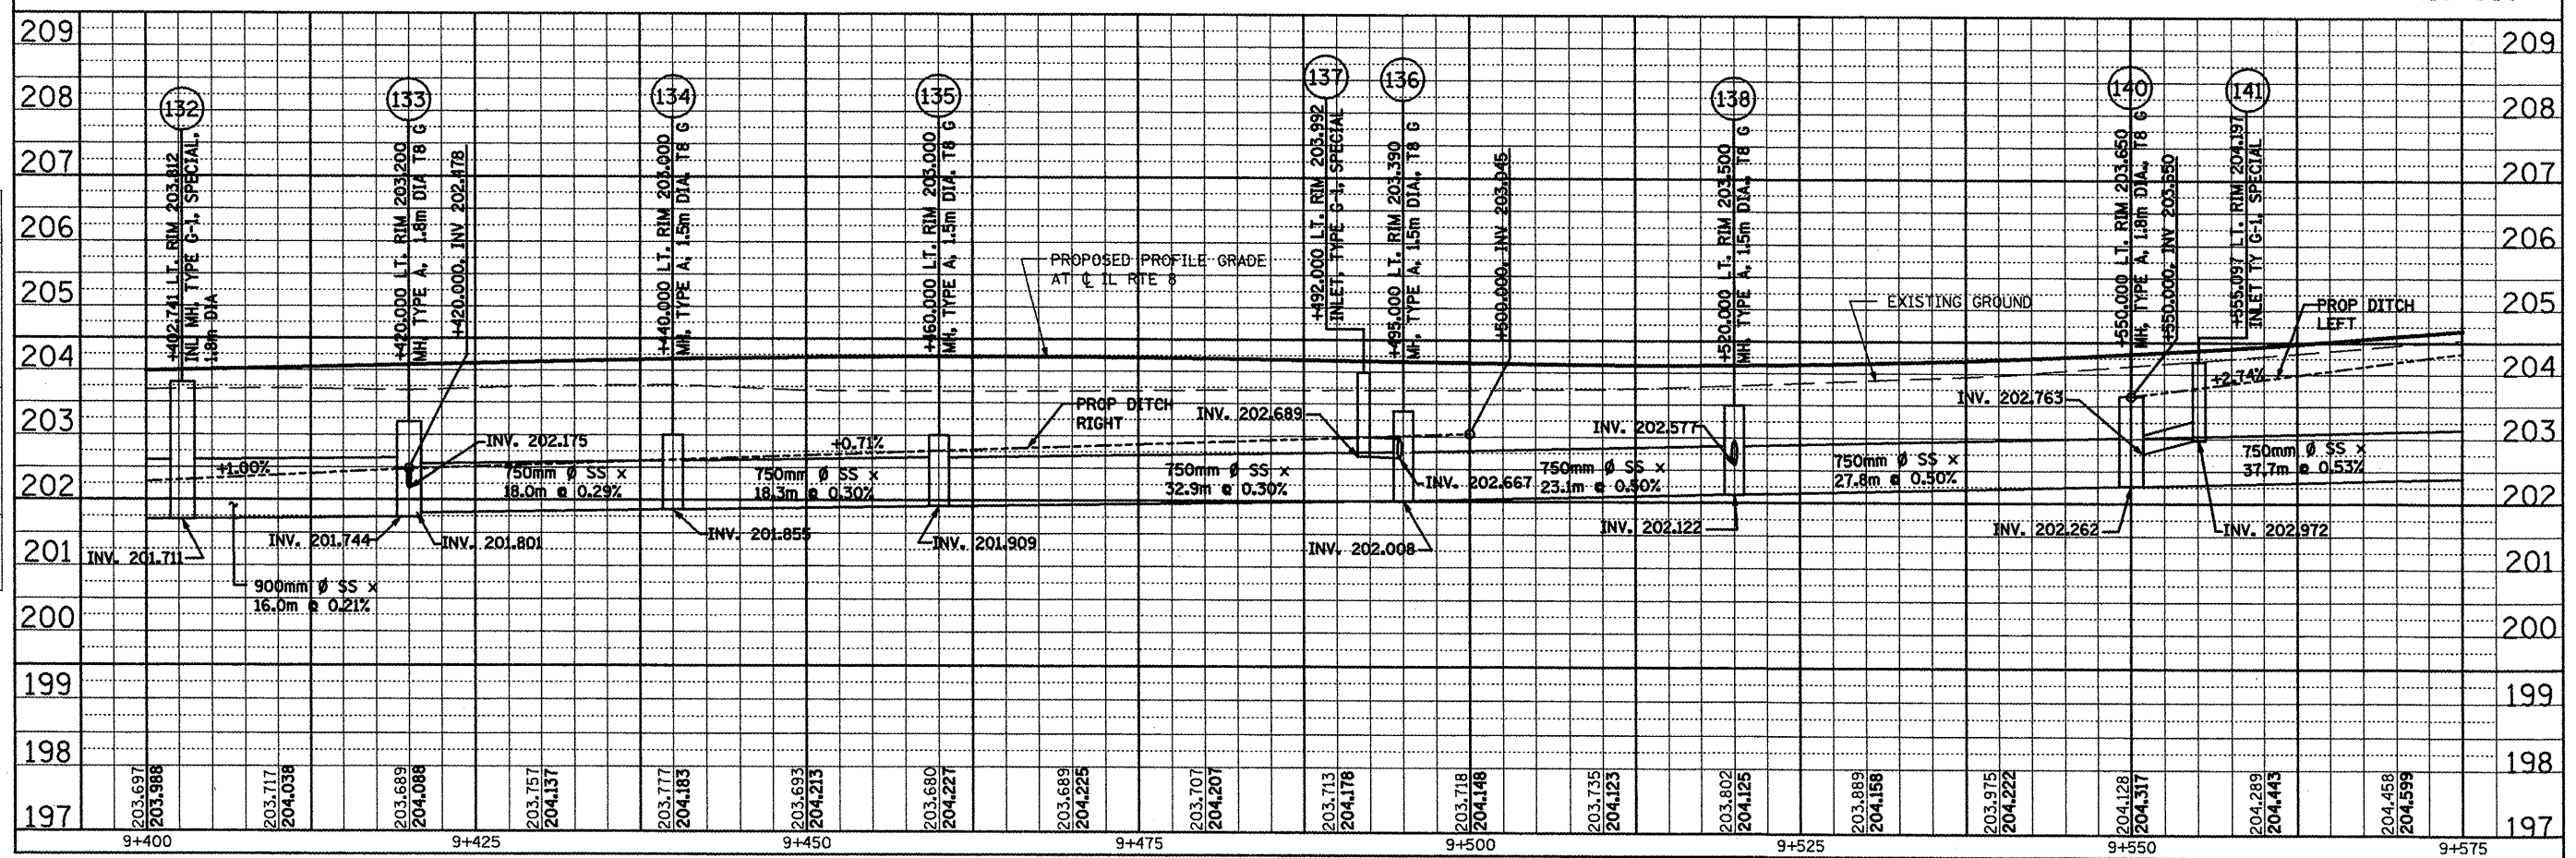 209
208
207
206
205
204
203
202
201
200
199
198
197
132
+402.741 LT. RIM 203.812
INL MH, TYPE G-1, SPECIAL,
1.8m DIA
133
+420.000 LT. RIM 203.200
MH, TYPE A, 1.8m DIA T8 G
+420.000, INV 202.478
134
+440.000 LT. RIM 203.000
MH, TYPE A, 1.5m DIA. T8 G
135
+460.000 LT. RIM 203.000
MH, TYPE A, 1.5m DIA. T8 G
137
+492.000 LT. RIM 203.992
INLET, TYPE G-1, SPECIAL
136
+495.000 LT. RIM 203.390
MH, TYPE A, 1.5m DIA., T8 G
+500.000, INV 203.045
138
+520.000 LT. RIM 203.500
MH, TYPE A, 1.5m DIA., T8 G
140
+550.000 LT. RIM 203.650
MH, TYPE A, 1.8m DIA., T8 G
+550.000, INV 203.650
141
+555.097 LT. RIM 204.197
INLET TY G-1, SPECIAL
PROPOSED PROFILE GRADE
AT ℄ IL RTE 8
EXISTING GROUND
PROP DITCH
LEFT
+2.74%
PROP DITCH
RIGHT
+0.71%
+1.00%
INV. 202.175
INV. 202.689
INV. 202.667
INV. 202.577
INV. 202.763
750mm Ø SS x
18.0m @ 0.29%
750mm Ø SS x
18.3m @ 0.30%
750mm Ø SS x
32.9m @ 0.30%
750mm Ø SS x
23.1m @ 0.50%
750mm Ø SS x
27.8m @ 0.50%
750mm Ø SS x
37.7m @ 0.53%
INV. 201.711
INV. 201.744
INV. 201.801
INV. 201.855
INV. 201.909
INV. 202.008
INV. 202.122
INV. 202.262
INV. 202.972
900mm Ø SS x
16.0m @ 0.21%
209
208
207
206
205
204
203
202
201
200
199
198
197
203.697
203.988
203.717
204.038
203.689
204.088
203.757
204.137
203.777
204.183
203.693
204.213
203.680
204.227
203.689
204.225
203.707
204.207
203.713
204.178
203.718
204.148
203.735
204.123
203.802
204.125
203.889
204.158
203.975
204.222
204.128
204.317
204.289
204.443
204.458
204.599
9+400
9+425
9+450
9+475
9+500
9+525
9+550
9+575